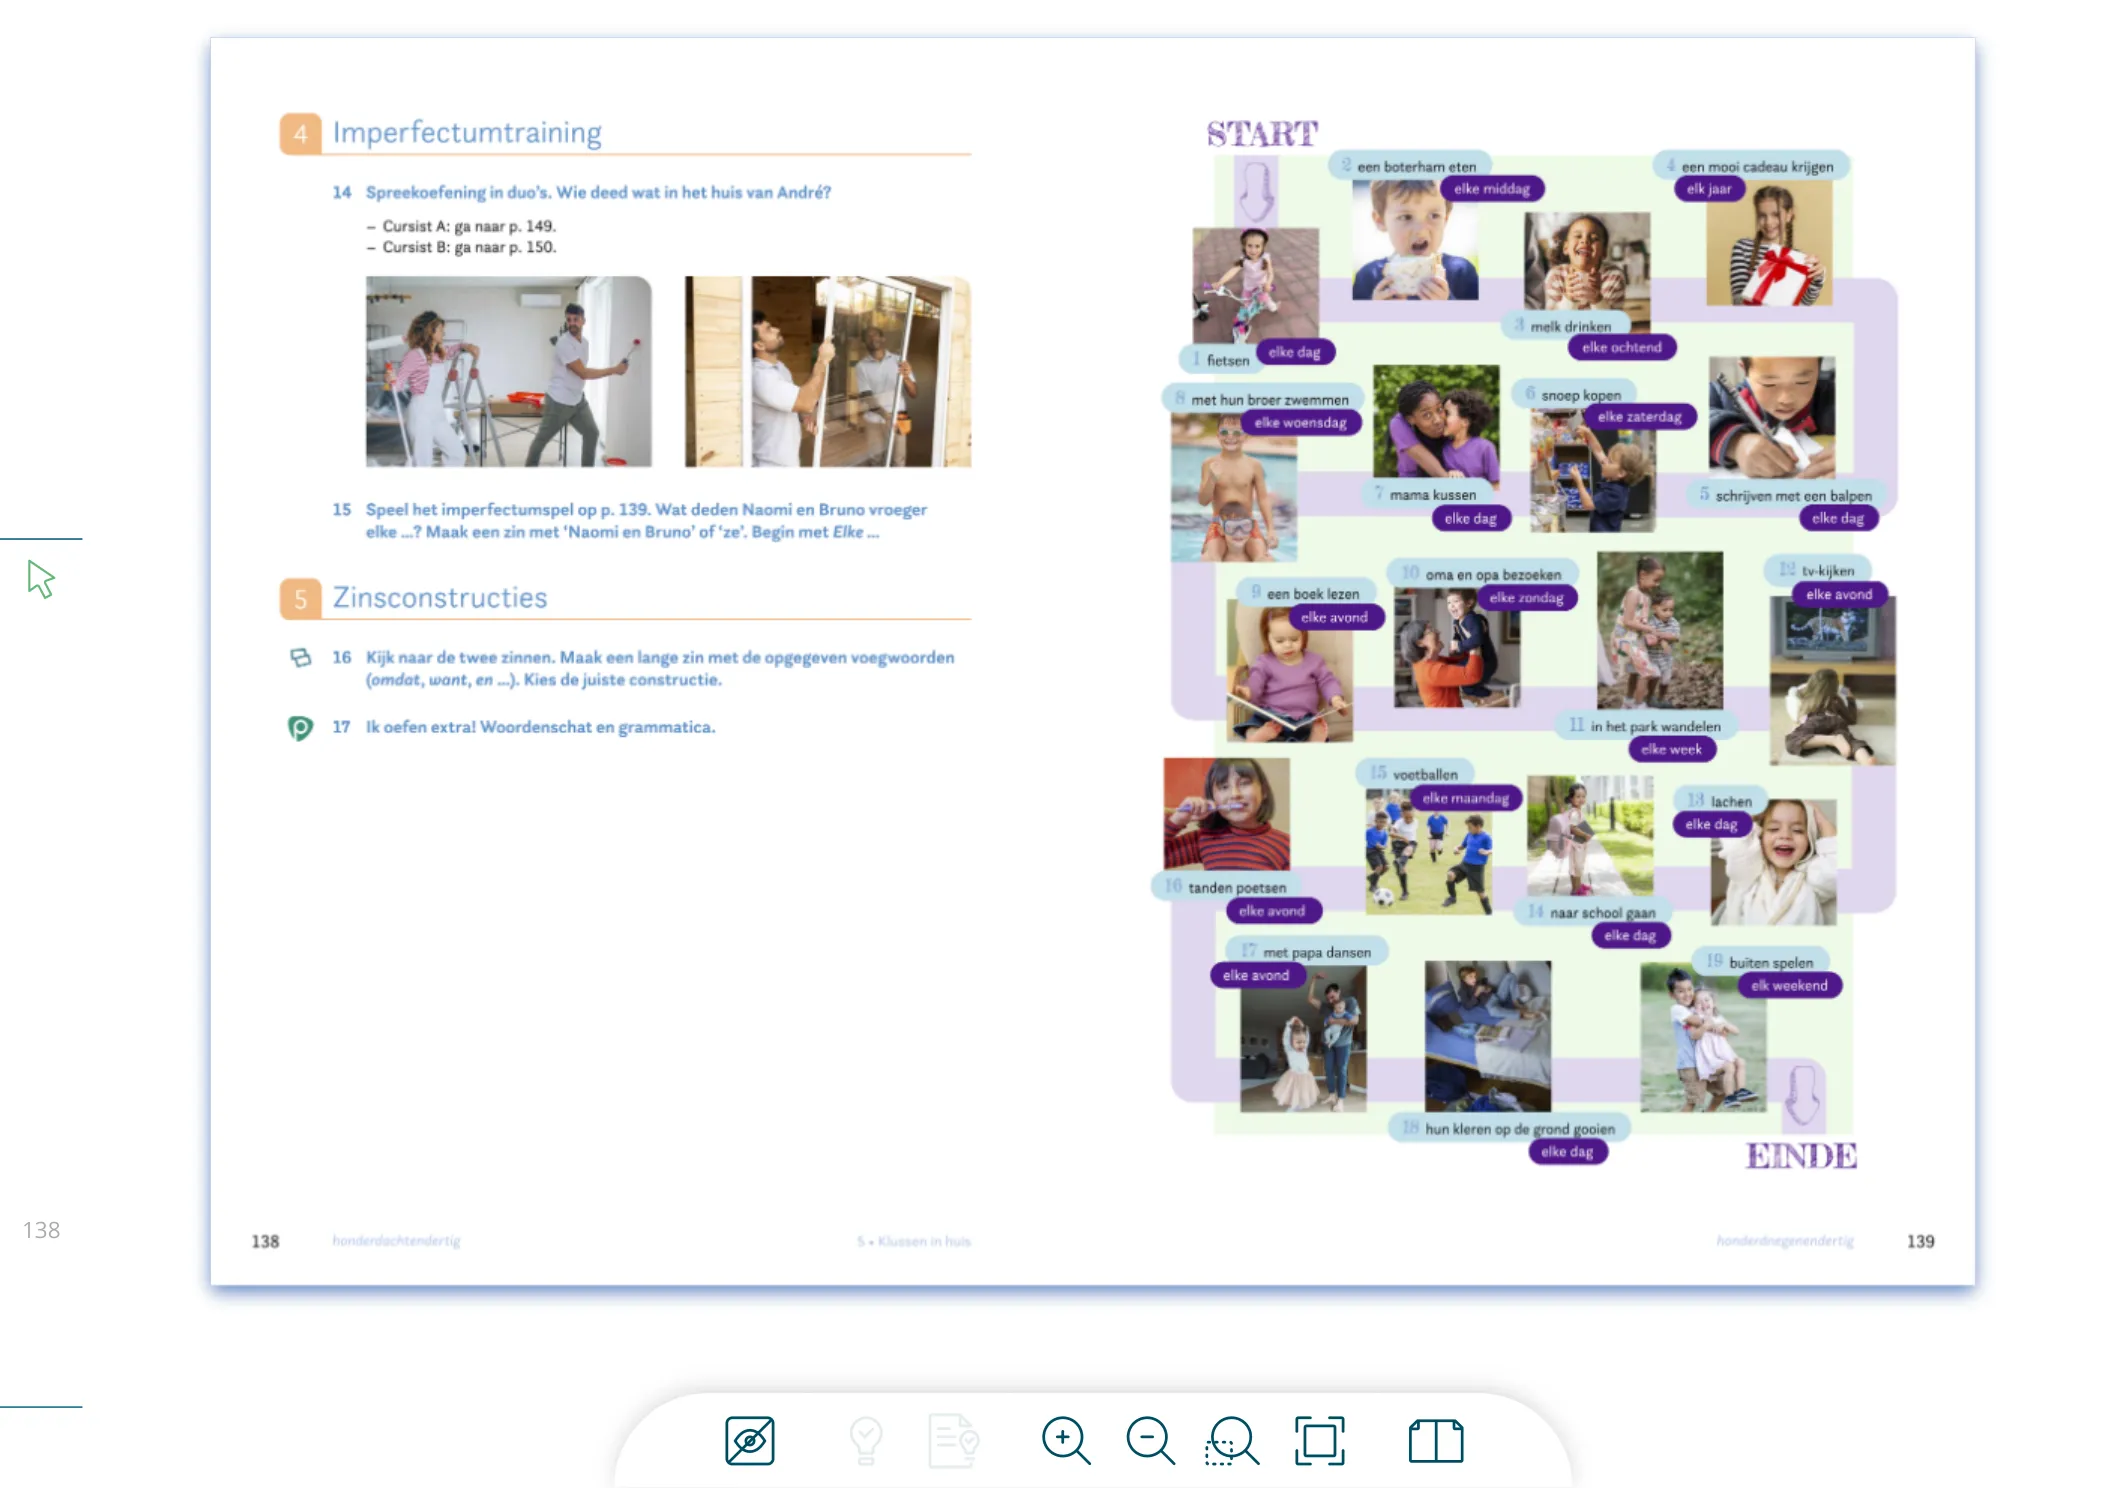 4 Imperfectumtraining
14 Spreekoefening in duo's. Wie deed wat in het huis van André?
– Cursist A: ga naar p. 149.
– Cursist B: ga naar p. 150.
15 Speel het imperfectumspel op p. 139. Wat deden Naomi en Bruno vroeger
elke ...? Maak een zin met ‘Naomi en Bruno’ of ‘ze’. Begin met Elke ...
5 Zinsconstructies
16 Kijk naar de twee zinnen. Maak een lange zin met de opgegeven voegwoorden
(omdat, want, en ...). Kies de juiste constructie.
17 Ik oefen extra! Woordenschat en grammatica.
138 honderdachtendertig
5 • Klussen in huis
START
1 fietsen
elke dag
2 een boterham eten
elke middag
3 melk drinken
elke ochtend
4 een mooi cadeau krijgen
elk jaar
5 schrijven met een balpen
elke dag
6 snoep kopen
elke zaterdag
7 mama kussen
elke dag
8 met hun broer zwemmen
elke woensdag
9 een boek lezen
elke avond
10 oma en opa bezoeken
elke zondag
11 in het park wandelen
elke week
12 tv-kijken
elke avond
13 lachen
elke dag
14 naar school gaan
elke dag
15 voetballen
elke maandag
16 tanden poetsen
elke avond
17 met papa dansen
elke avond
18 hun kleren op de grond gooien
elke dag
19 buiten spelen
elk weekend
EINDE
honderdnegenendertig 139
138